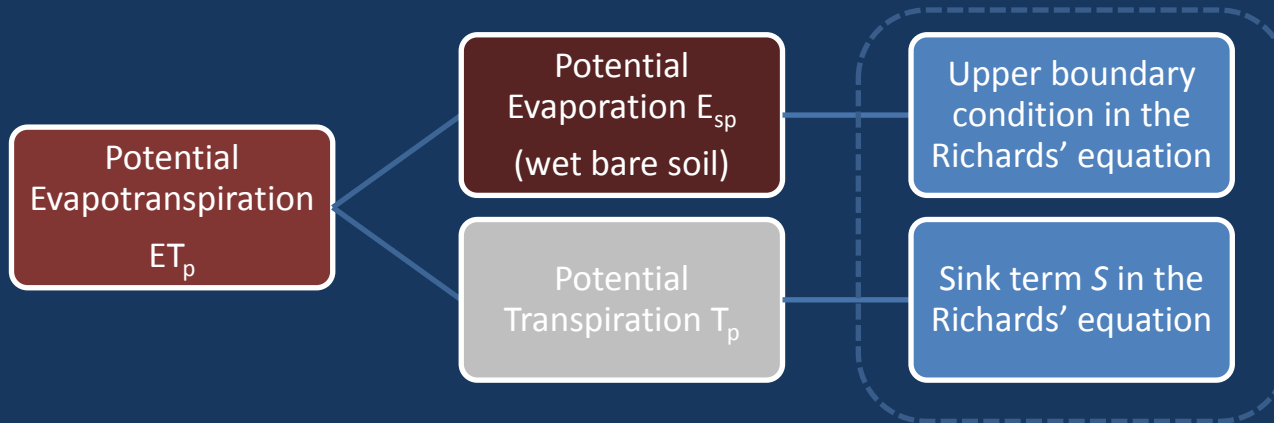 Potential
Evapotranspiration
ETp
Potential
Evaporation Esp
(wet bare soil)
Potential
Transpiration Tp
Upper boundary
condition in the
Richards’ equation
Sink term S in the
Richards’ equation